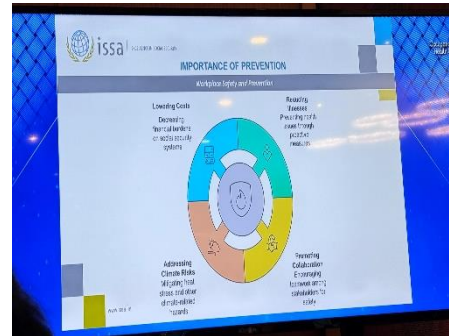 issa
IMPORTANCE OF PREVENTION
Workplace Safety and Prevention
Lowering Costs
Decreasing
financial burdens
on social security
systems
Reducing
Illnesses
Preventing
issues through
proactive
measures
Addressing
Climate Risks
Mitigating heat
stress and other
climate-related
hazards
Promoting
Collaboration
Encouraging
teamwork among
stakeholders for
safety